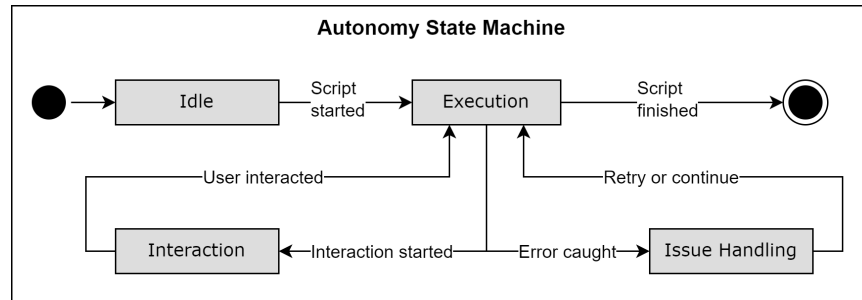 Autonomy State Machine
Idle
Script
started
Execution
Script
finished
User interacted
Retry or continue
Interaction
Interaction started
Error caught
Issue Handling